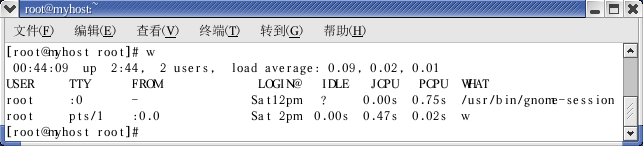 root@myhost:~
文件(F) 编辑(E) 查看(V) 终端(T) 转到(G) 帮助(H)
[root@myhost root]# w
00:44:09 up 2:44, 2 users, load average: 0.09, 0.02, 0.01
USER TTY FROM LOGIN@ IDLE JCPU PCPU WHAT
root :0 - Sat12pm ? 0.00s 0.75s /usr/bin/gnome-session
root pts/1 :0.0 Sat 2pm 0.00s 0.47s 0.02s w
[root@myhost root]#